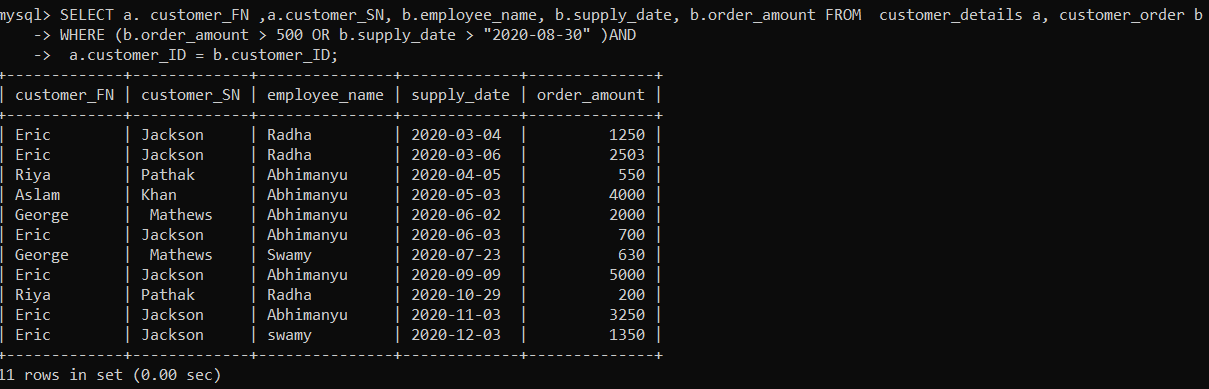 mysql> SELECT a. customer_FN ,a.customer_SN, b.employee_name, b.supply_date, b.order_amount FROM  customer_details a, customer_order b
    -> WHERE (b.order_amount > 500 OR b.supply_date > "2020-08-30" )AND
    ->  a.customer_ID = b.customer_ID;
+-------------+-------------+---------------+-------------+--------------+
| customer_FN | customer_SN | employee_name | supply_date | order_amount |
+-------------+-------------+---------------+-------------+--------------+
| Eric        | Jackson     | Radha         | 2020-03-04  |         1250 |
| Eric        | Jackson     | Radha         | 2020-03-06  |         2503 |
| Riya        | Pathak      | Abhimanyu     | 2020-04-05  |          550 |
| Aslam       | Khan        | Abhimanyu     | 2020-05-03  |         4000 |
| George      |  Mathews    | Abhimanyu     | 2020-06-02  |         2000 |
| Eric        | Jackson     | Abhimanyu     | 2020-06-03  |          700 |
| George      |  Mathews    | Swamy         | 2020-07-23  |          630 |
| Eric        | Jackson     | Abhimanyu     | 2020-09-09  |         5000 |
| Riya        | Pathak      | Radha         | 2020-10-29  |          200 |
| Eric        | Jackson     | Abhimanyu     | 2020-11-03  |         3250 |
| Eric        | Jackson     | swamy         | 2020-12-03  |         1350 |
+-------------+-------------+---------------+-------------+--------------+
11 rows in set (0.00 sec)